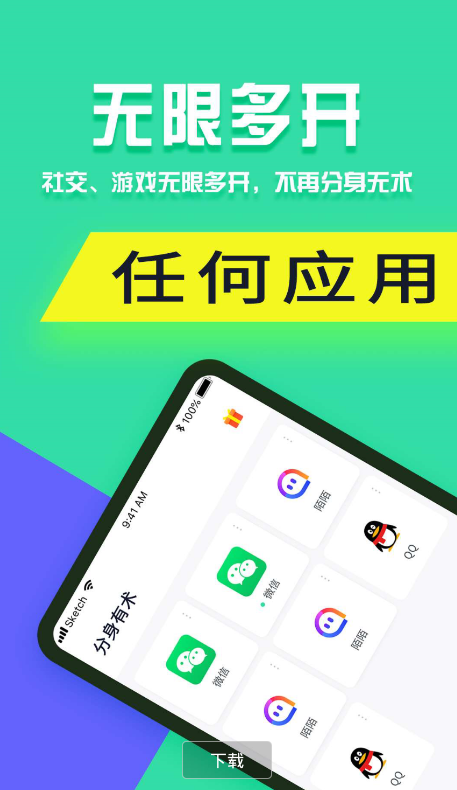 无限多开
社交、游戏无限多开，不再分身无术
任何应用
100%
9:41 AM
Sketch
分身有术
陌陌
QQ
微信
陌陌
微信
陌陌
QQ
下载